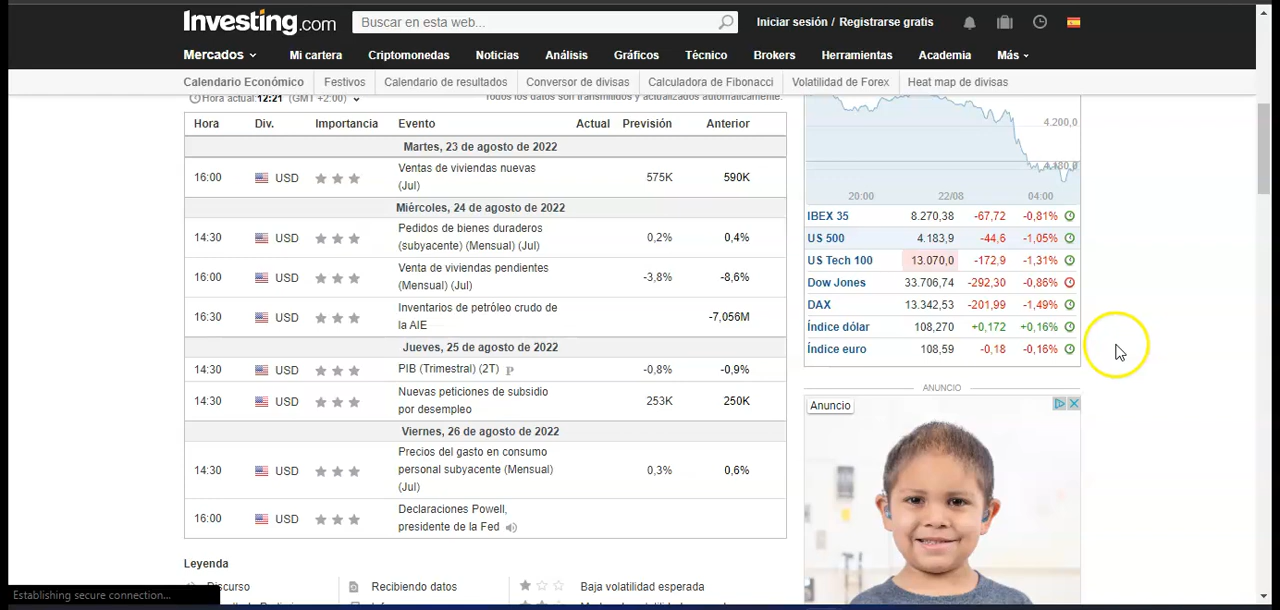 Investing.com
Buscar en esta web...
Iniciar sesión / Registrarse gratis
Mercados
Mi cartera
Criptomonedas
Noticias
Análisis
Gráficos
Técnico
Brokers
Herramientas
Academia
Más
Calendario Económico
Festivos
Calendario de resultados
Conversor de divisas
Calculadora de Fibonacci
Volatilidad de Forex
Heat map de divisas
Hora actual: 12:21 (GMT +2:00)
Todos los datos son transmitidos y actualizados automáticamente.
Hora Div. Importancia Evento Actual Previsión Anterior
Martes, 23 de agosto de 2022
16:00 USD Ventas de viviendas nuevas 575K 590K
(Jul)
Miércoles, 24 de agosto de 2022
14:30 USD Pedidos de bienes duraderos 0,2% 0,4%
(subyacente) (Mensual) (Jul)
16:00 USD Venta de viviendas pendientes -3,8% -8,6%
(Mensual) (Jul)
16:30 USD Inventarios de petróleo crudo de -7,056M
la AIE
Jueves, 25 de agosto de 2022
14:30 USD PIB (Trimestral) (2T) P -0,8% -0,9%
14:30 USD Nuevas peticiones de subsidio 253K 250K
por desempleo
Viernes, 26 de agosto de 2022
14:30 USD Precios del gasto en consumo 0,3% 0,6%
personal subyacente (Mensual)
(Jul)
16:00 USD Declaraciones Powell,
presidente de la Fed
Leyenda
Discurso
Recibiendo datos
Baja volatilidad esperada
4.200,0
4.180,0
20:00 22/08 04:00
IBEX 35 8.270,38 -67,72 -0,81%
US 500 4.183,9 -44,6 -1,05%
US Tech 100 13.070,0 -172,9 -1,31%
Dow Jones 33.706,74 -292,30 -0,86%
DAX 13.342,53 -201,99 -1,49%
Índice dólar 108,270 +0,172 +0,16%
Índice euro 108,59 -0,18 -0,16%
ANUNCIO
Anuncio
Establishing secure connection...